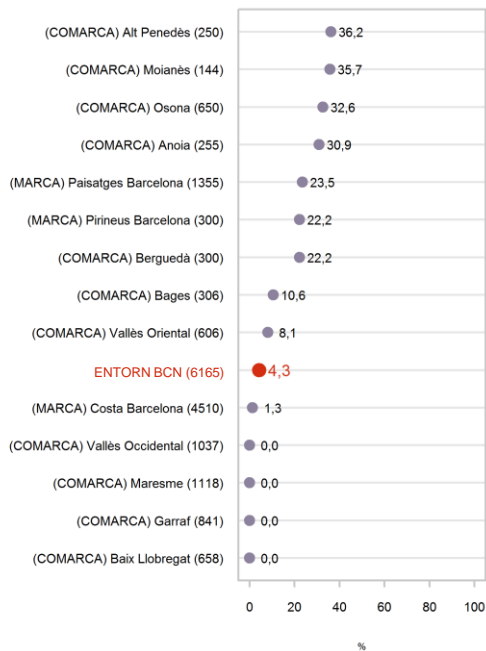 (COMARCA) Alt Penedès (250) 36,2
(COMARCA) Moianès (144) 35,7
(COMARCA) Osona (650) 32,6
(COMARCA) Anoia (255) 30,9
(MARCA) Paisatges Barcelona (1355) 23,5
(MARCA) Pirineus Barcelona (300) 22,2
(COMARCA) Berguedà (300) 22,2
(COMARCA) Bages (306) 10,6
(COMARCA) Vallès Oriental (606) 8,1
ENTORN BCN (6165) 4,3
(MARCA) Costa Barcelona (4510) 1,3
(COMARCA) Vallès Occidental (1037) 0,0
(COMARCA) Maresme (1118) 0,0
(COMARCA) Garraf (841) 0,0
(COMARCA) Baix Llobregat (658) 0,0
0 20 40 60 80 100
%